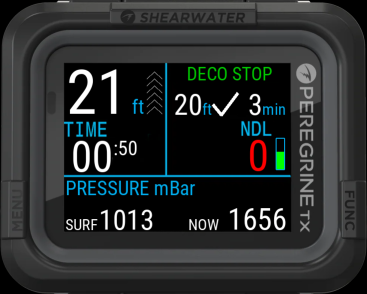 SHEARWATER
21 ft
DECO STOP
20ft 3min
TIME
00:50
NDL
0
PRESSURE mBar
SURF 1013 NOW 1656
PEREGRINE TX
MENU
FUNC